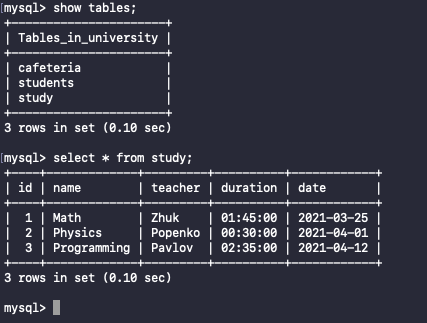 [mysql> show tables;
+----------------------+
| Tables_in_university |
+----------------------+
| cafeteria            |
| students             |
| study                |
+----------------------+
3 rows in set (0.10 sec)
[mysql> select * from study;
+----+-------------+---------+----------+------------+
| id | name        | teacher | duration | date       |
+----+-------------+---------+----------+------------+
|  1 | Math        | Zhuk    | 01:45:00 | 2021-03-25 |
|  2 | Physics     | Popenko | 00:30:00 | 2021-04-01 |
|  3 | Programming | Pavlov  | 02:35:00 | 2021-04-12 |
+----+-------------+---------+----------+------------+
3 rows in set (0.10 sec)
mysql>